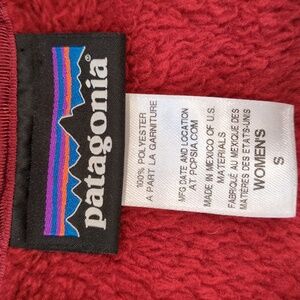 patagonia®
100% POLYESTER
A PART LA GARNITURE
MFG DATE AND LOCATION
AT PCPSIA.COM
MADE IN MEXICO OF U.S.
MATERIALS.
FABRIQUÉ AU MEXIQUE DES
MATIÈRES DES ETATS-UNIS
WOMEN'S
S